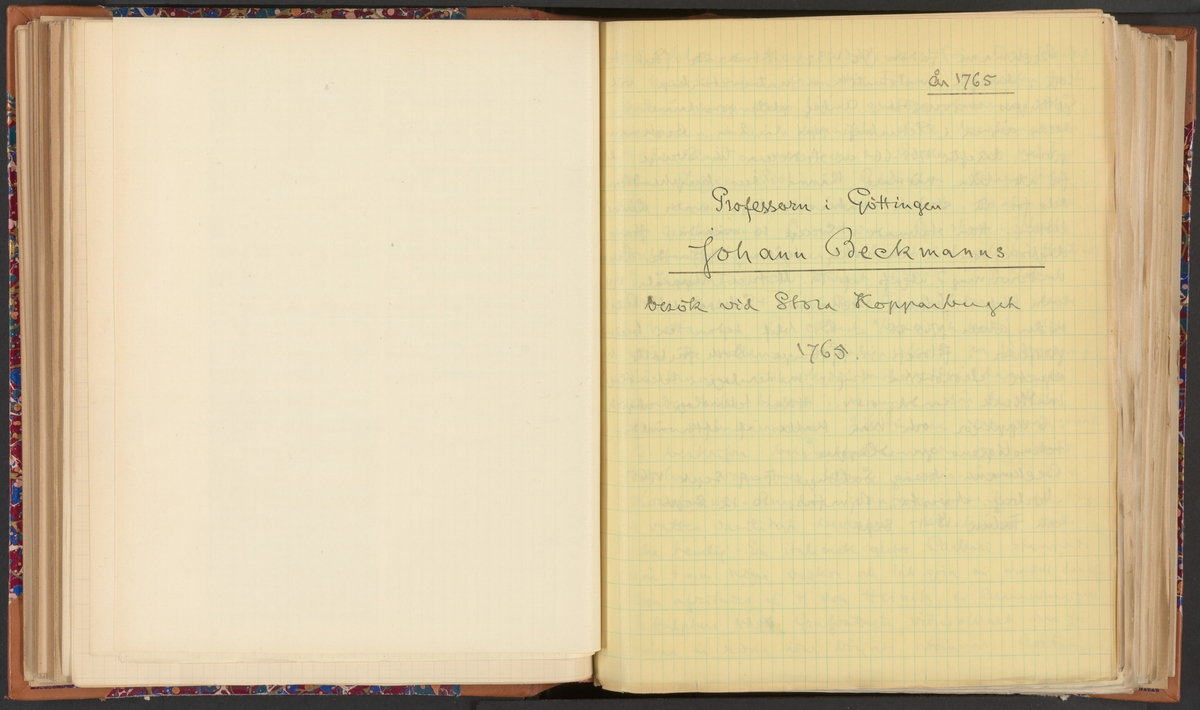 År 1765
Professorn i Göttingen
Johann Beckmanns
besök vid Stora Kopparberget
1765.